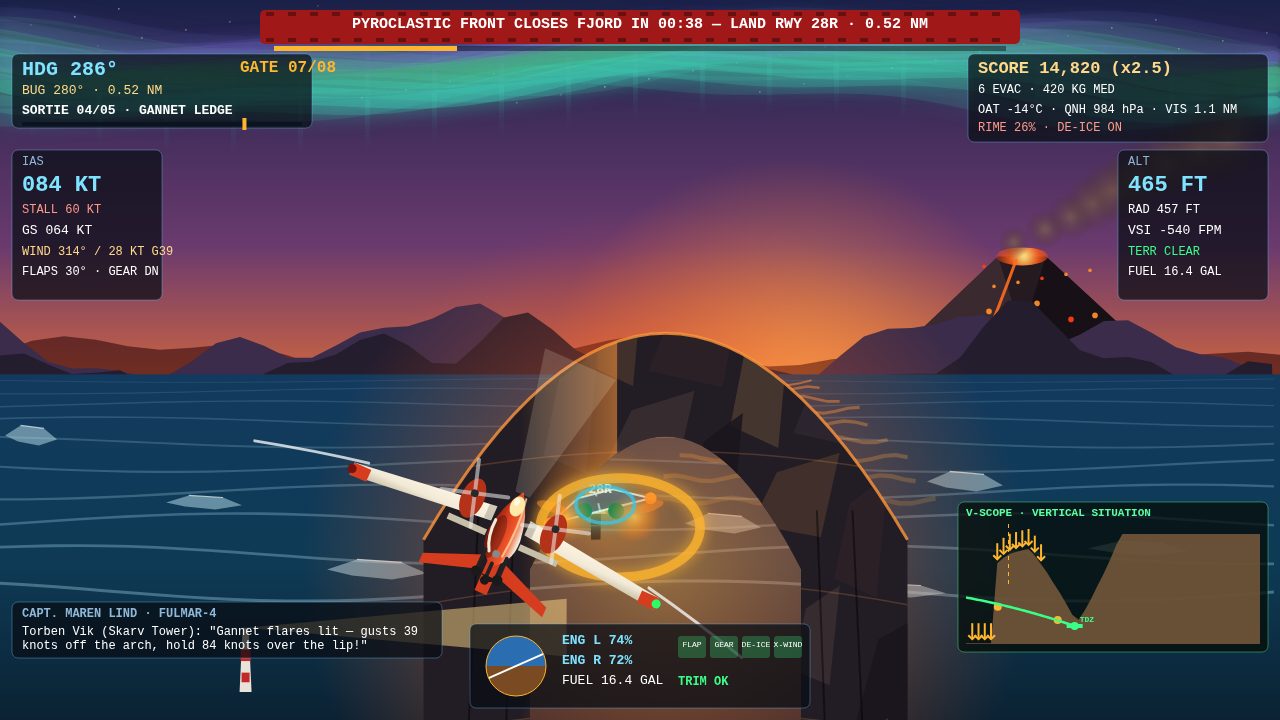 PYROCLASTIC FRONT CLOSES FJORD IN 00:38 — LAND RWY 28R · 0.52 NM
HDG 286°
GATE 07/08
BUG 280° · 0.52 NM
SORTIE 04/05 · GANNET LEDGE
SCORE 14,820 (x2.5)
6 EVAC · 420 KG MED
OAT -14°C · QNH 984 hPa · VIS 1.1 NM
RIME 26% · DE-ICE ON
IAS
084 KT
STALL 60 KT
GS 064 KT
WIND 314° / 28 KT G39
FLAPS 30° · GEAR DN
ALT
465 FT
RAD 457 FT
VSI -540 FPM
TERR CLEAR
FUEL 16.4 GAL
28R
V-SCOPE · VERTICAL SITUATION
TDZ
CAPT. MAREN LIND · FULMAR-4
Torben Vik (Skarv Tower): "Gannet flares lit — gusts 39
knots off the arch, hold 84 knots over the lip!"
ENG L 74%
ENG R 72%
FUEL 16.4 GAL
FLAP GEAR DE-ICE X-WIND
TRIM OK